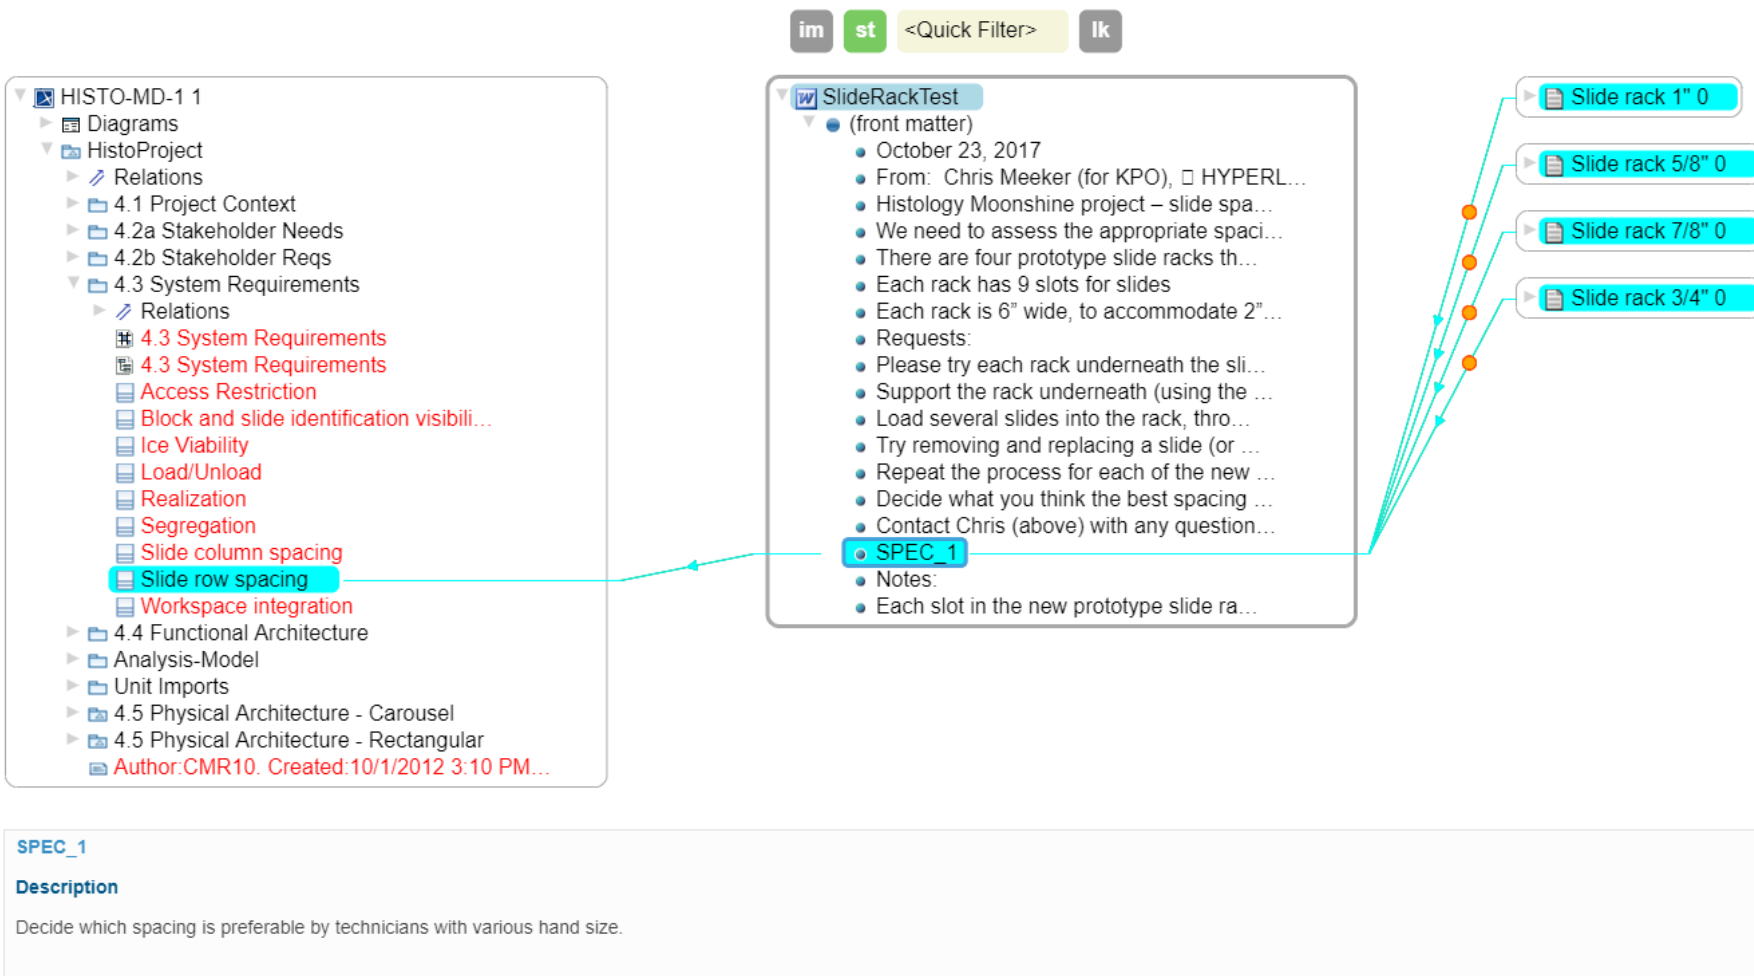 im st <Quick Filter> lk
HISTO-MD-1 1
Diagrams
HistoProject
Relations
4.1 Project Context
4.2a Stakeholder Needs
4.2b Stakeholder Reqs
4.3 System Requirements
Relations
4.3 System Requirements
4.3 System Requirements
Access Restriction
Block and slide identification visibili...
Ice Viability
Load/Unload
Realization
Segregation
Slide column spacing
Slide row spacing
Workspace integration
4.4 Functional Architecture
Analysis-Model
Unit Imports
4.5 Physical Architecture - Carousel
4.5 Physical Architecture - Rectangular
Author:CMR10. Created:10/1/2012 3:10 PM...
SlideRackTest
(front matter)
October 23, 2017
From:  Chris Meeker (for KPO), □ HYPERL...
Histology Moonshine project – slide spa...
We need to assess the appropriate spaci...
There are four prototype slide racks th...
Each rack has 9 slots for slides
Each rack is 6” wide, to accommodate 2”...
Requests:
Please try each rack underneath the sli...
Support the rack underneath (using the ...
Load several slides into the rack, thro...
Try removing and replacing a slide (or ...
Repeat the process for each of the new ...
Decide what you think the best spacing ...
Contact Chris (above) with any question...
SPEC_1
Notes:
Each slot in the new prototype slide ra...
Slide rack 1" 0
Slide rack 5/8" 0
Slide rack 7/8" 0
Slide rack 3/4" 0
SPEC_1
Description
Decide which spacing is preferable by technicians with various hand size.